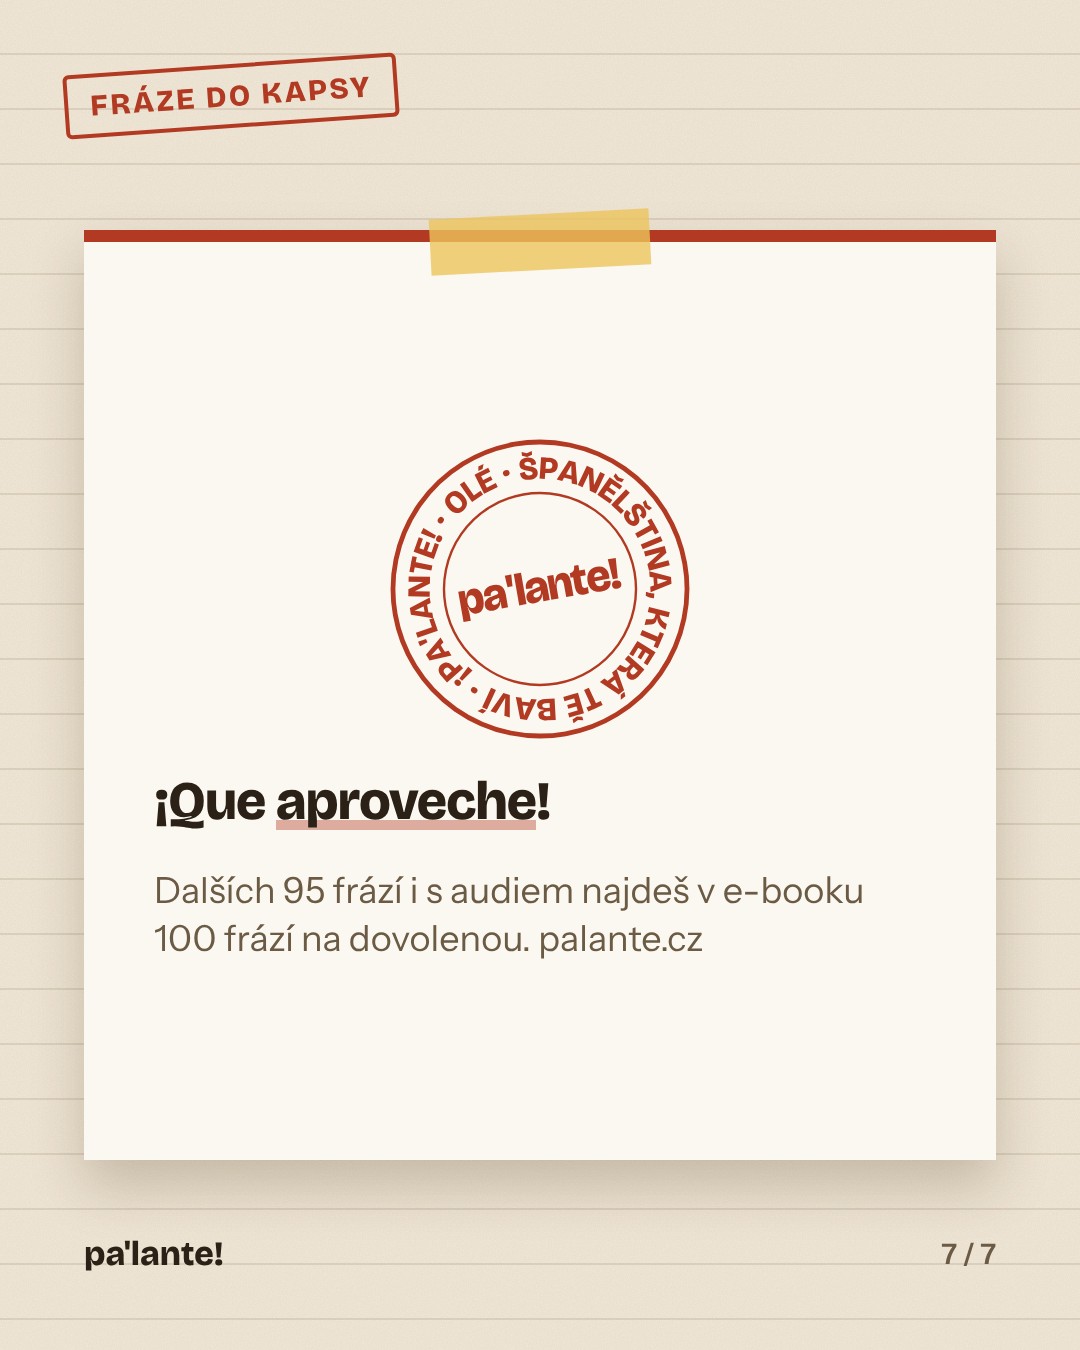 FRÁZE DO KAPSY
ŠPANĚLŠTINA, KTERÁ TĚ BAVÍ · ¡PA'LANTE! · OLÉ ·
pa'lante!
¡Que aproveche!
Dalších 95 frází i s audiem najdeš v e-booku
100 frází na dovolenou. palante.cz
pa'lante!
7 / 7